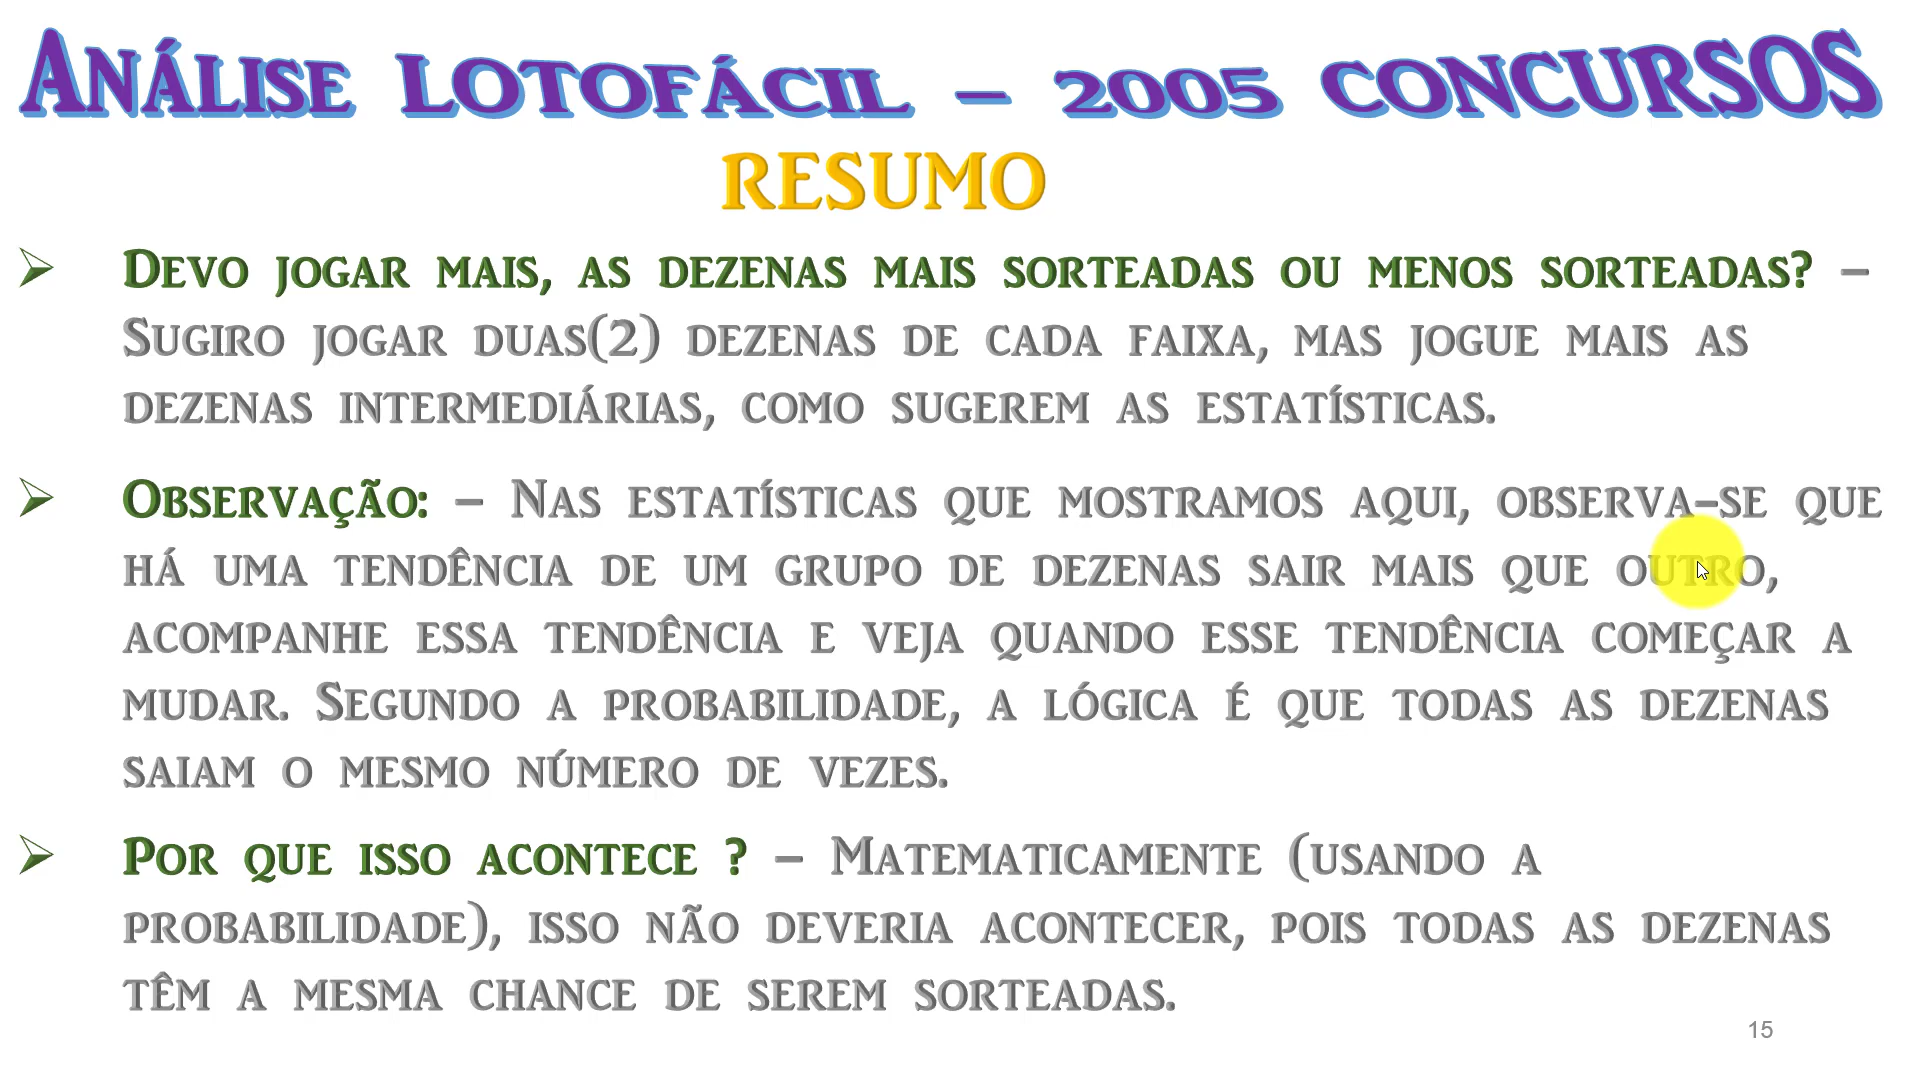 Análise Lotofácil – 2005 concursos
RESUMO
➢ Devo jogar mais, as dezenas mais sorteadas ou menos sorteadas? –
Sugiro jogar duas(2) dezenas de cada faixa, mas jogue mais as
dezenas intermediárias, como sugerem as estatísticas.
➢ Observação: – Nas estatísticas que mostramos aqui, observa-se que
há uma tendência de um grupo de dezenas sair mais que outro,
acompanhe essa tendência e veja quando esse tendência começar a
mudar. Segundo a probabilidade, a lógica é que todas as dezenas
saiam o mesmo número de vezes.
➢ Por que isso acontece ? – Matematicamente (usando a
probabilidade), isso não deveria acontecer, pois todas as dezenas
têm a mesma chance de serem sorteadas.
15